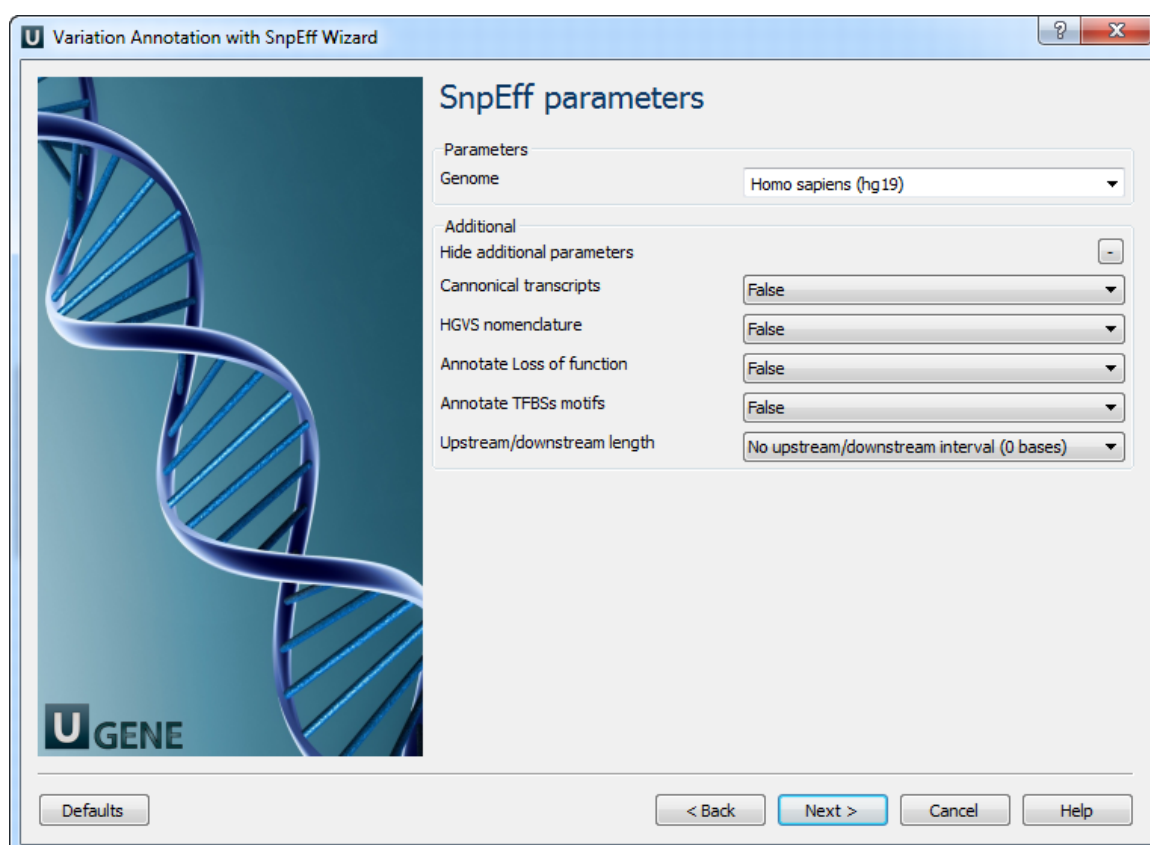 U Variation Annotation with SnpEff Wizard ? X
SnpEff parameters
Parameters
Genome Homo sapiens (hg19)
Additional
Hide additional parameters -
Cannonical transcripts False
HGVS nomenclature False
Annotate Loss of function False
Annotate TFBSs motifs False
Upstream/downstream length No upstream/downstream interval (0 bases)
U GENE
Defaults < Back Next > Cancel Help